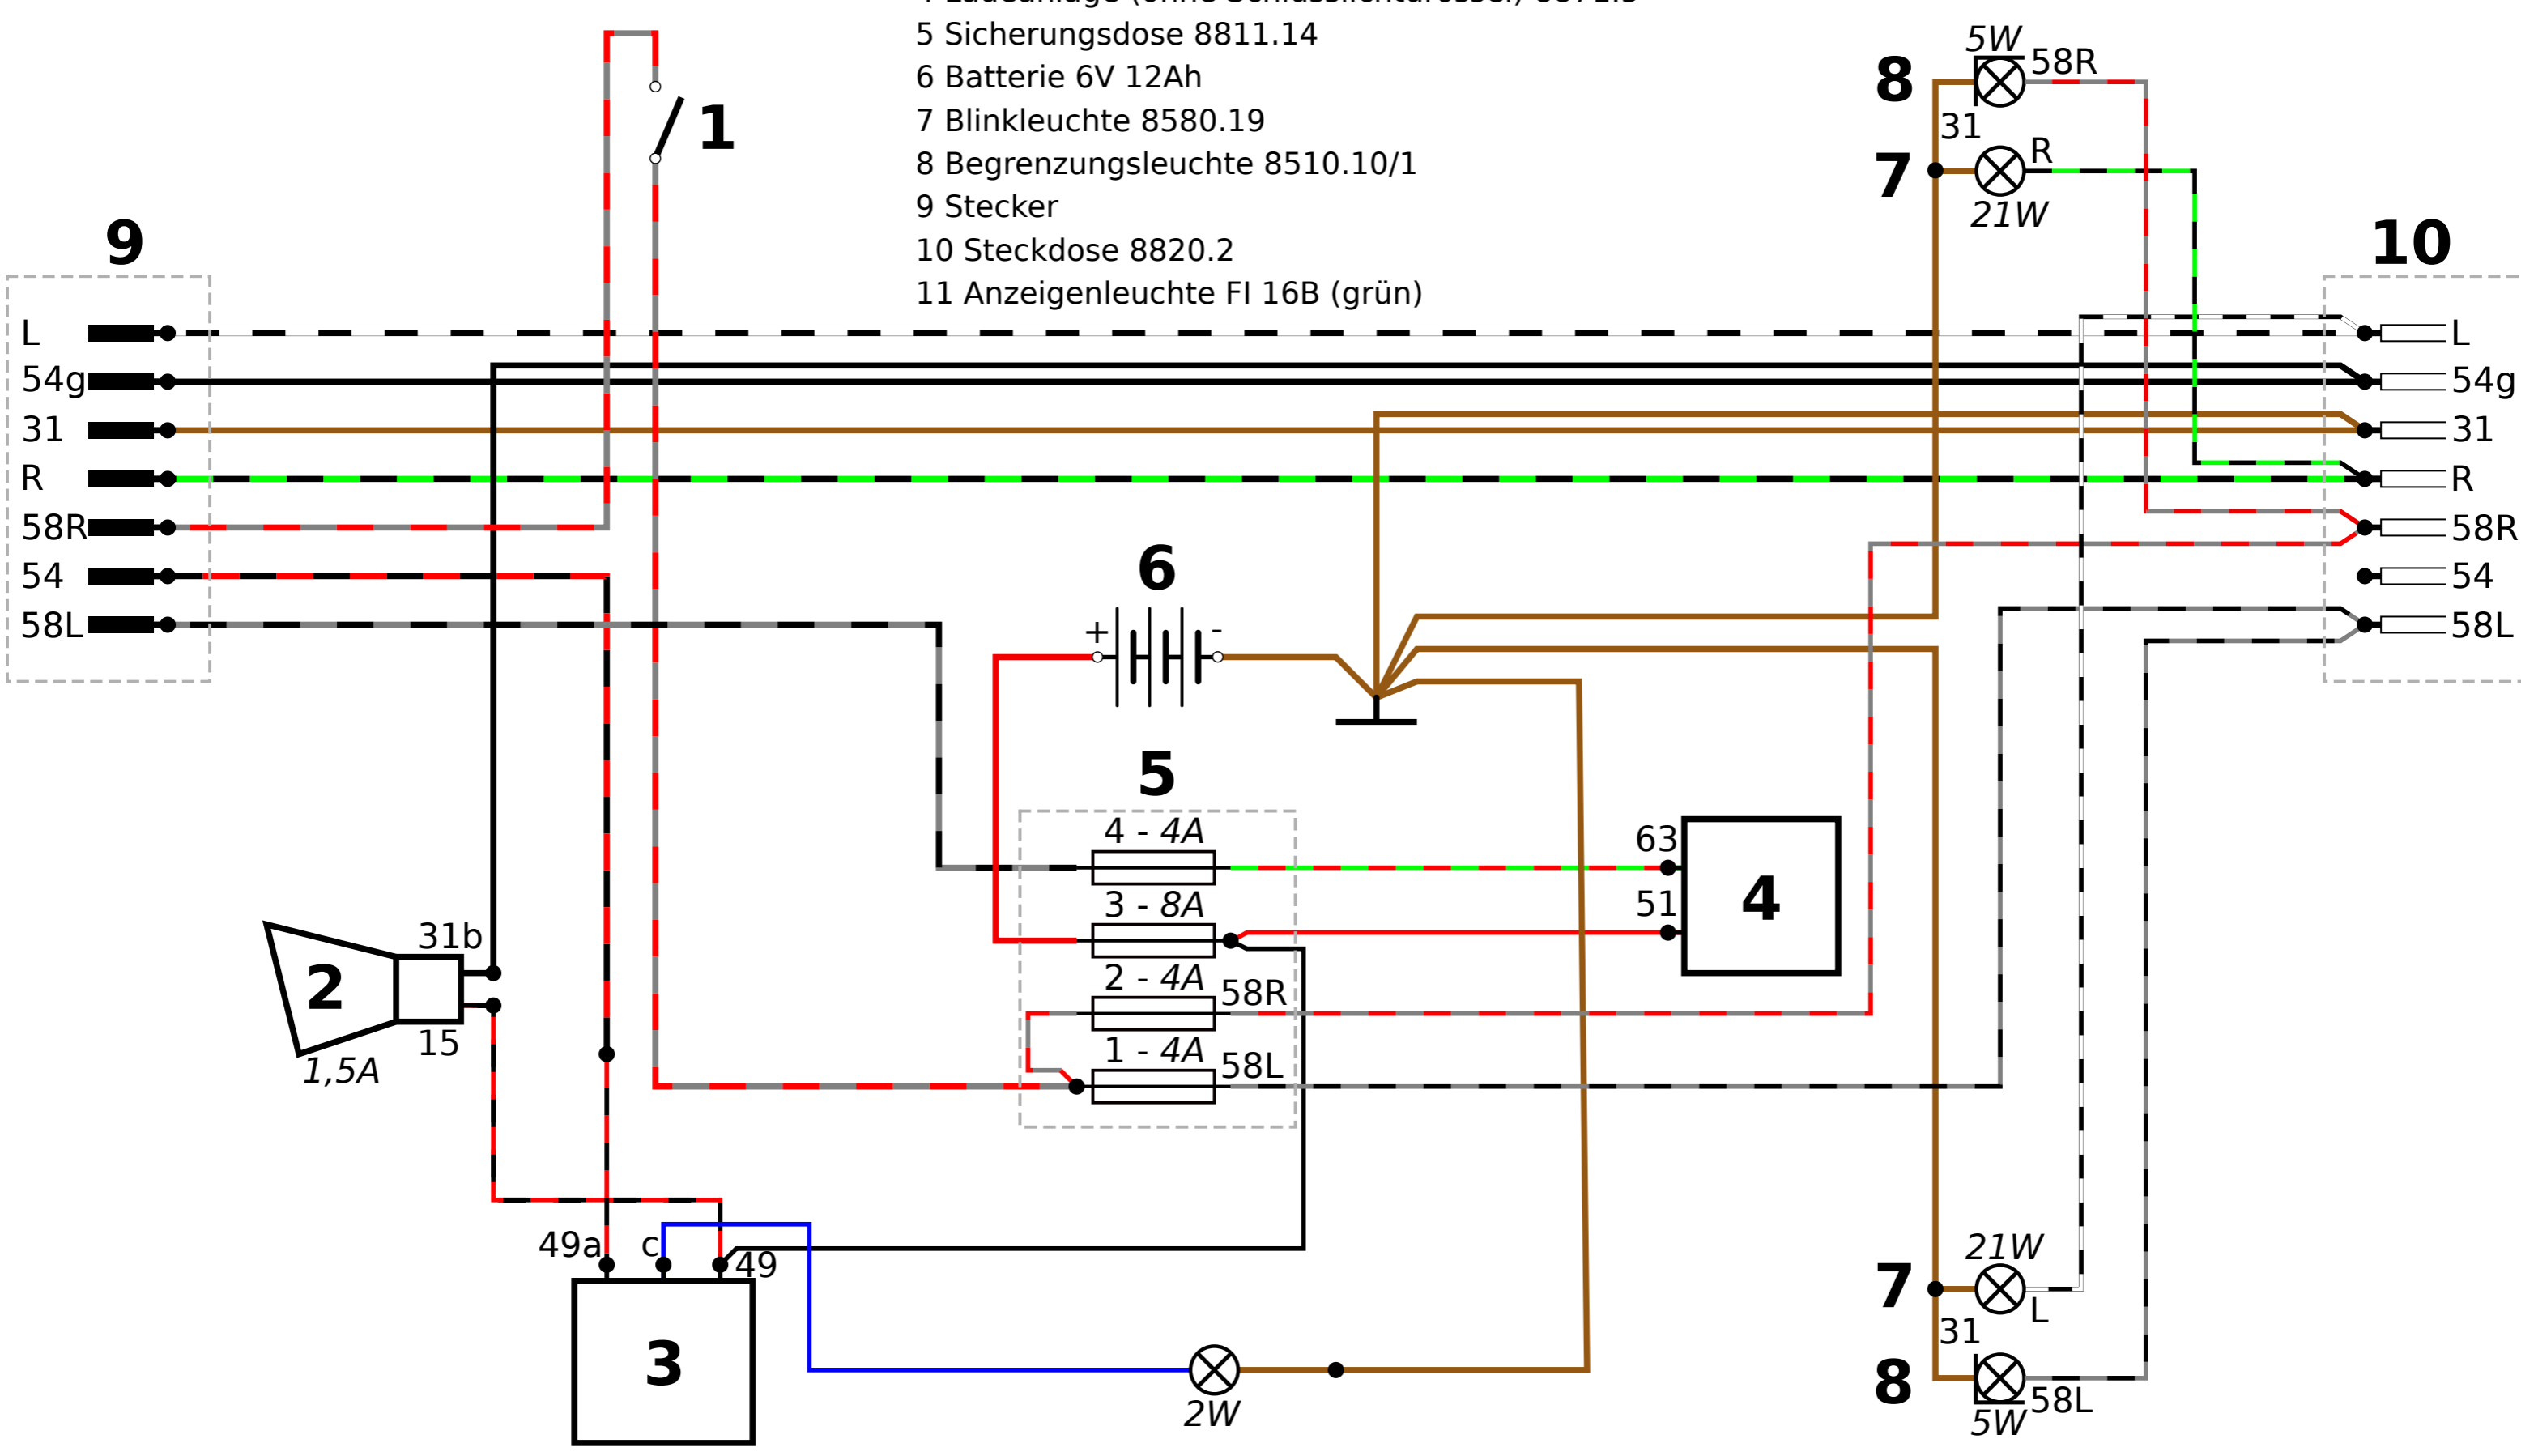 5 Sicherungsdose 8811.14
6 Batterie 6V 12Ah
7 Blinkleuchte 8580.19
8 Begrenzungsleuchte 8510.10/1
9 Stecker
10 Steckdose 8820.2
11 Anzeigenleuchte FI 16B (grün)
1
9
L
54g
31
R
58R
54
58L
8
5W
58R
31
7
R
21W
10
L
54g
31
R
58R
54
58L
6
+ -
5
4 - 4A
3 - 8A
2 - 4A
58R
1 - 4A
58L
63
51
4
31b
2
15
1,5A
49a
c
49
3
2W
21W
7
L
31
8
58L
5W